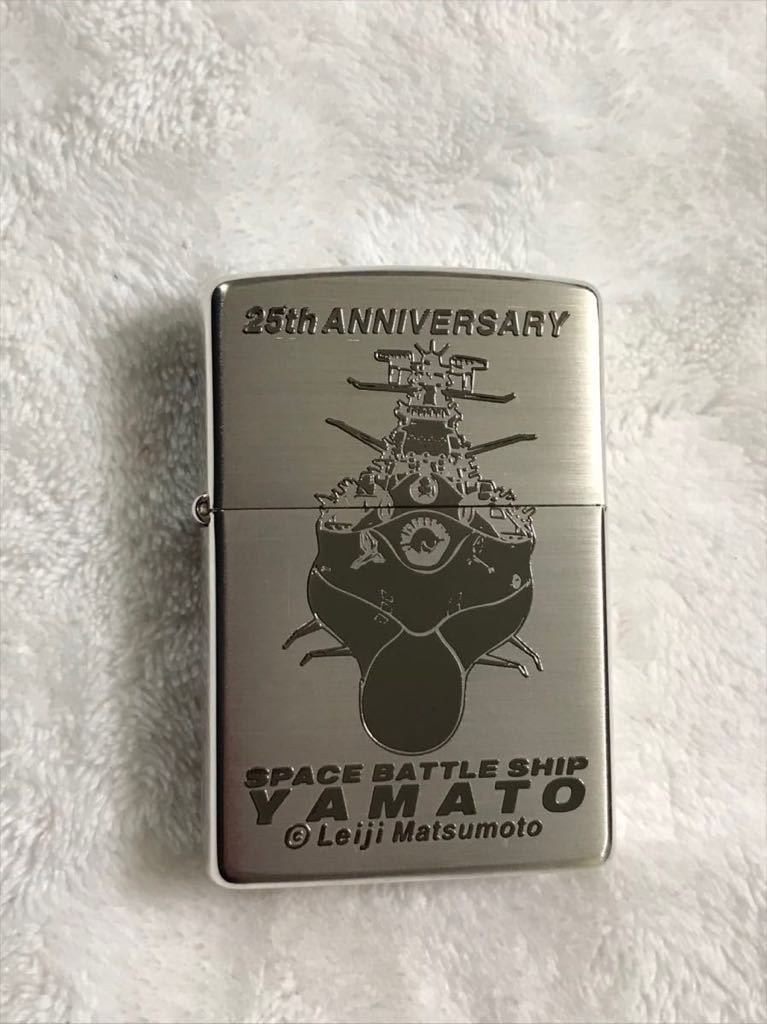 25th ANNIVERSARY
SPACE BATTLE SHIP
YAMATO
© Leiji Matsumoto